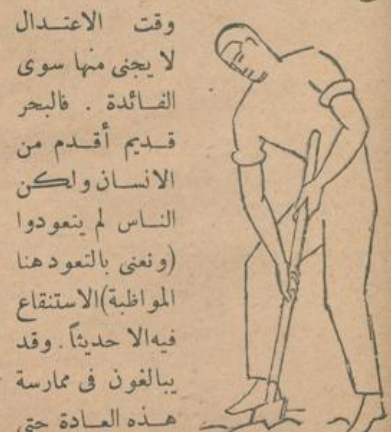 وقت الاعتدال
لا يجنى منها سوى
الفائدة . فالبحر
قديم أقدم من
الانسان ولكن
الناس لم يتعودوا
(ونعنى بالتعود هنا
المواظبة) الاستنقاع
فيه الا حديثاً . وقد
يبالغون فى ممارسة
هذه العادة حتى